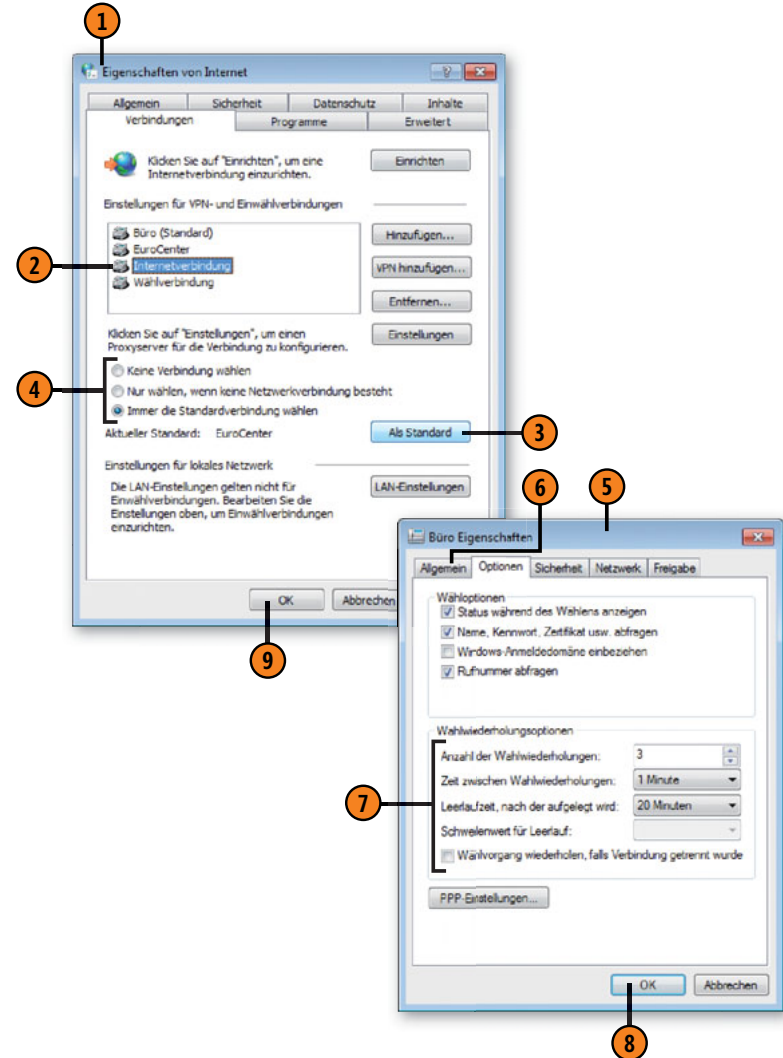 1
Eigenschaften von Internet
Allgemein Sicherheit Datenschutz Inhalte
Verbindungen Programme Erweitert
Klicken Sie auf "Einrichten", um eine
Internetverbindung einzurichten.
Einrichten
Einstellungen für VPN- und Einwählverbindungen
Büro (Standard)
EuroCenter
2
Internetverbindung
Wählverbindung
Hinzufügen...
VPN hinzufügen...
Entfernen...
Klicken Sie auf "Einstellungen", um einen
Proxyserver für die Verbindung zu konfigurieren.
Einstellungen
4
Keine Verbindung wählen
Nur wählen, wenn keine Netzwerkverbindung besteht
Immer die Standardverbindung wählen
Aktueller Standard: EuroCenter
Als Standard
3
Einstellungen für lokales Netzwerk
Die LAN-Einstellungen gelten nicht für
Einwählverbindungen. Bearbeiten Sie die
Einstellungen oben, um Einwählverbindungen
einzurichten.
LAN-Einstellungen
OK Abbrechen
9
6
5
Büro Eigenschaften
Allgemein Optionen Sicherheit Netzwerk Freigabe
Wähloptionen
Status während des Wählens anzeigen
Name, Kennwort, Zertifikat usw. abfragen
Windows-Anmeldedomäne einbeziehen
Rufnummer abfragen
Wahlwiederholungsoptionen
7
Anzahl der Wahlwiederholungen: 3
Zeit zwischen Wahlwiederholungen: 1 Minute
Leerlaufzeit, nach der aufgelegt wird: 20 Minuten
Schwellenwert für Leerlauf:
Wählvorgang wiederholen, falls Verbindung getrennt wurde
PPP-Einstellungen...
OK Abbrechen
8